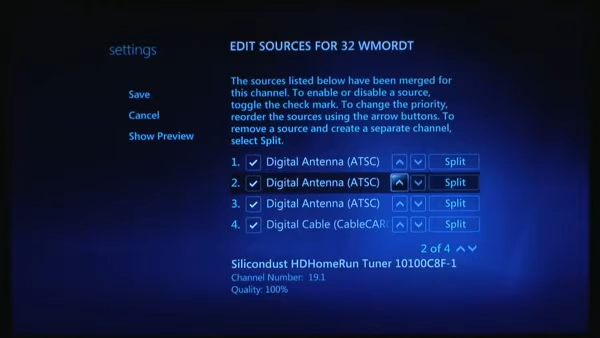 settings
EDIT SOURCES FOR 32 WMORDT
Save
Cancel
Show Preview
The sources listed below have been merged for
this channel. To enable or disable a source,
toggle the check mark. To change the priority,
reorder the sources using the arrow buttons. To
remove a source and create a separate channel,
select Split.
1. Digital Antenna (ATSC) Split
2. Digital Antenna (ATSC) Split
3. Digital Antenna (ATSC) Split
4. Digital Cable (CableCAR Split
2 of 4
Silicondust HDHomeRun Tuner 10100C8F-1
Channel Number: 19.1
Quality: 100%